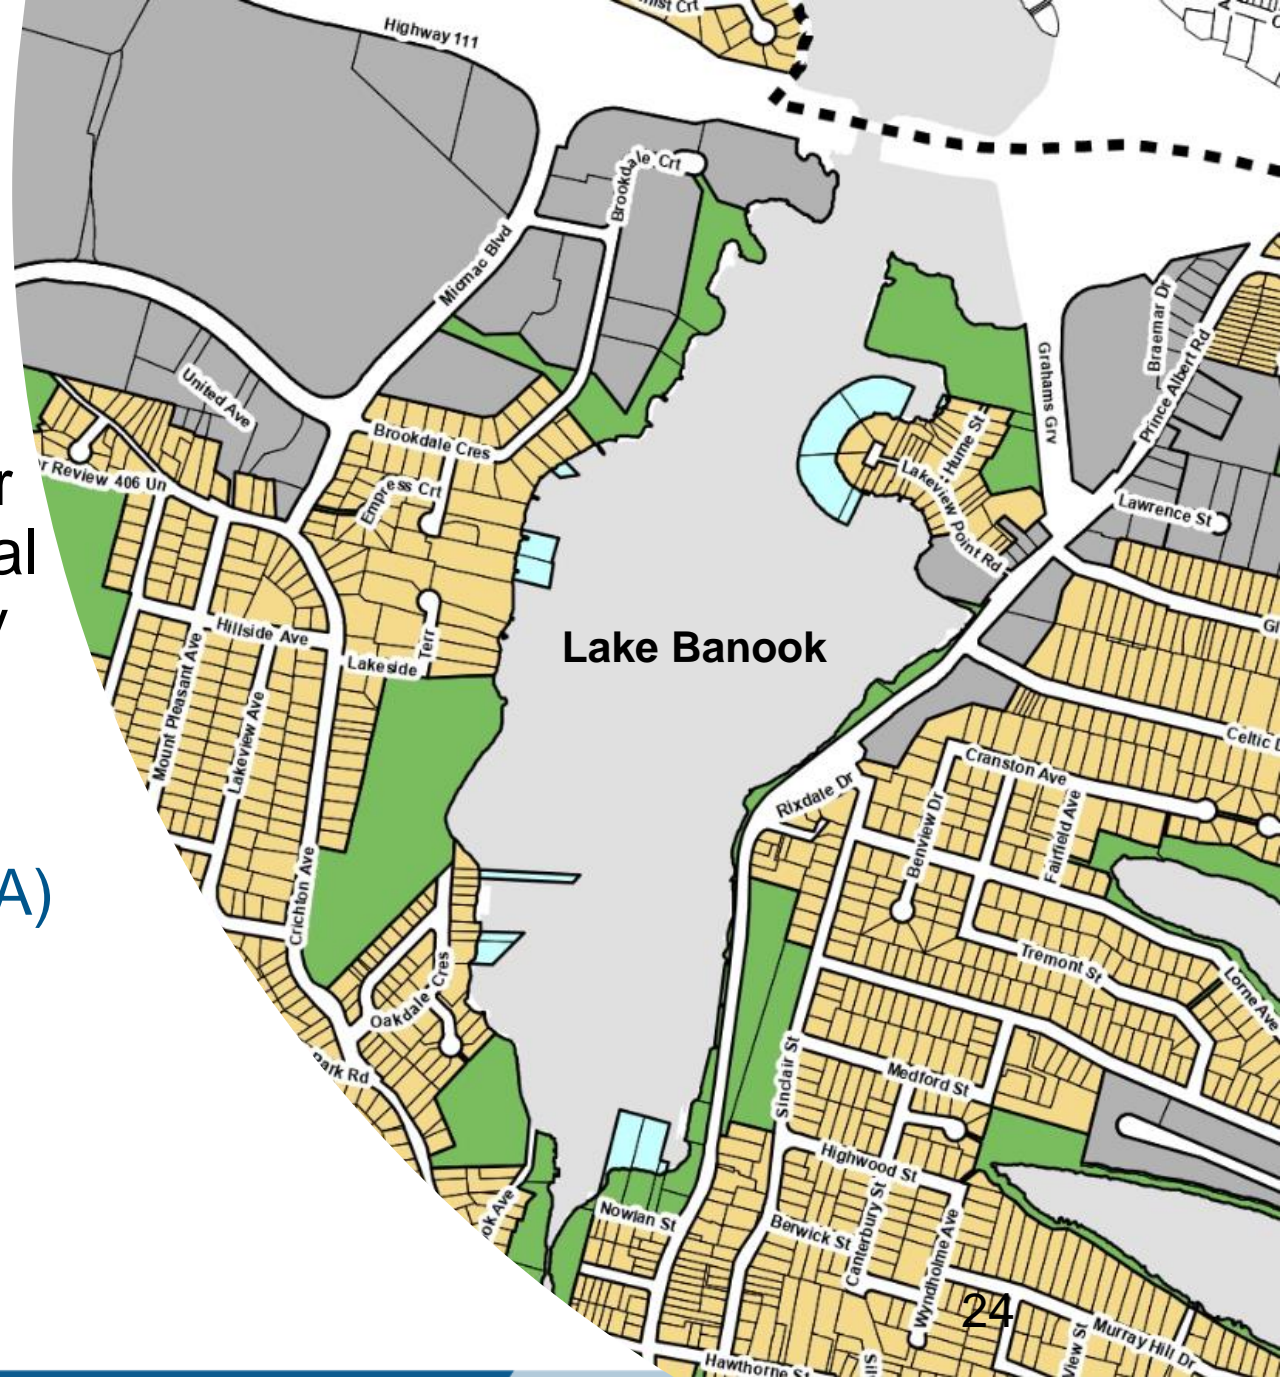 Highway 111
Brookdale Crt
Micmac Blvd
Braemar Dr
Prince Albert Rd
Grahams Grv
United Ave
Brookdale Cres
Hume St
Lakeview Point Rd
Review 406 Un
Empress Crt
Lawrence St
r
al
y
Lake Banook
Hillside Ave
Lakeside Terr
Mount Pleasant Ave
Lakeview Ave
Celtic
Cranston Ave
Rixdale Dr
Benview Dr
Fairfield Ave
A)
Crichton Ave
Tremont St
Lorne Ave
Oakdale Cres
Park Rd
Sinclair St
Medford St
Highwood St
Nowlan St
Berwick St
Canterbury St
Wyndholme Ave
24
Murray Hill Dr
View St
Hawthorne St